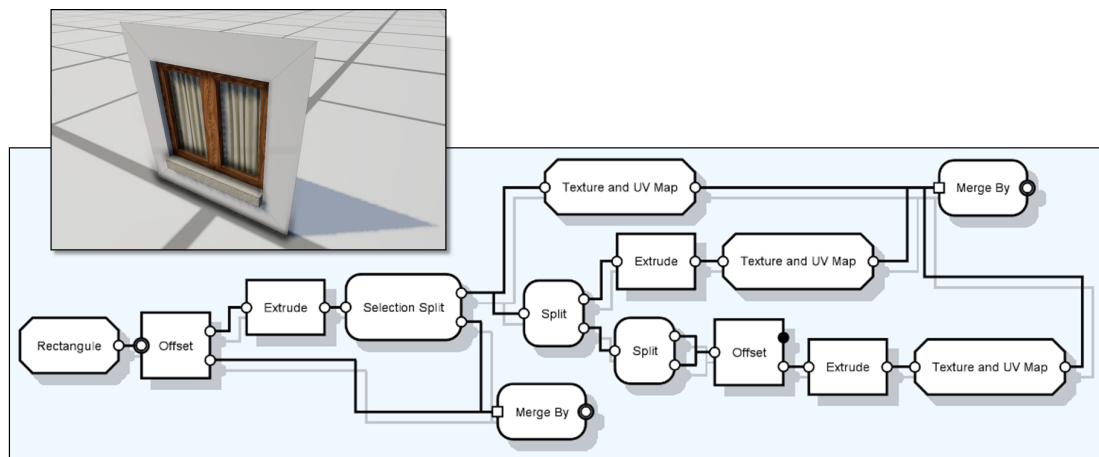 Texture and UV Map
Merge By
Extrude
Texture and UV Map
Extrude
Selection Split
Split
Rectangule
Offset
Split
Offset
Extrude
Texture and UV Map
Merge By